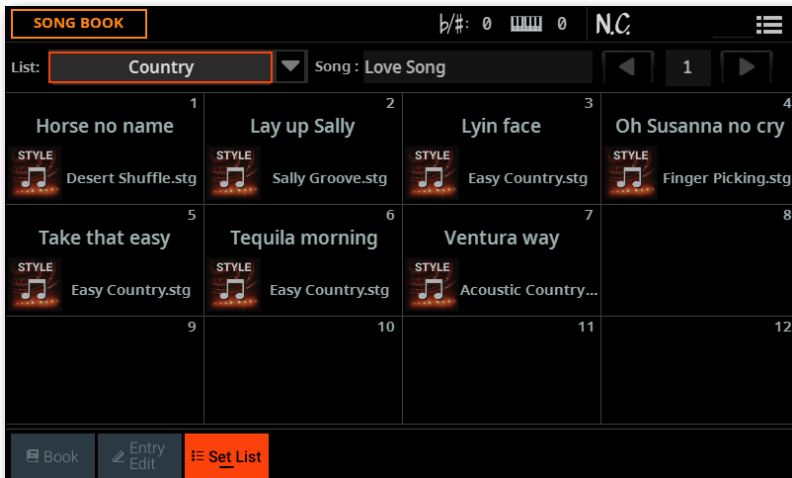 SONG BOOK ♭/#: 0 0 N.C.
List: Country Song : Love Song 1
1 2 3 4
Horse no name Lay up Sally Lyin face Oh Susanna no cry
STYLE STYLE STYLE STYLE
Desert Shuffle.stg Sally Groove.stg Easy Country.stg Finger Picking.stg
5 6 7 8
Take that easy Tequila morning Ventura way
STYLE STYLE STYLE
Easy Country.stg Easy Country.stg Acoustic Country...
9 10 11 12
Book Entry Edit Set List